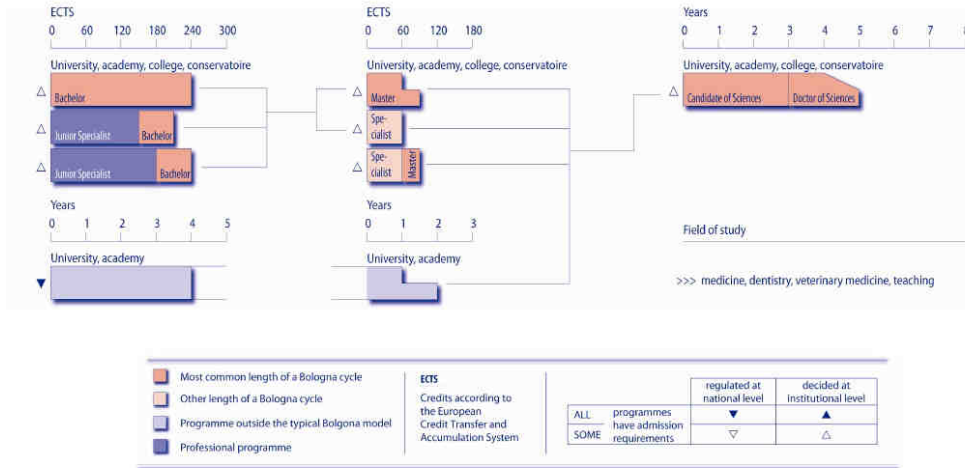 ECTS
0 60 120 180 240 300
University, academy, college, conservatoire
Bachelor
Junior Specialist Bachelor
Junior Specialist Bachelor
Years
0 1 2 3 4 5
University, academy
ECTS
0 60 120 180
University, academy, college, conservatoire
Master
Spe-
cialist
Spe-
cialist
Master
Years
0 1 2 3
University, academy
Years
0 1 2 3 4 5 6 7 8
University, academy, college, conservatoire
Candidate of Sciences Doctor of Sciences
Field of study
>>> medicine, dentistry, veterinary medicine, teaching
Most common length of a Bologna cycle
Other length of a Bologna cycle
Programme outside the typical Bolgona model
Professional programme
ECTS
Credits according to
the European
Credit Transfer and
Accumulation System
regulated at
national level
decided at
institutional level
ALL
SOME
programmes
have admission
requirements